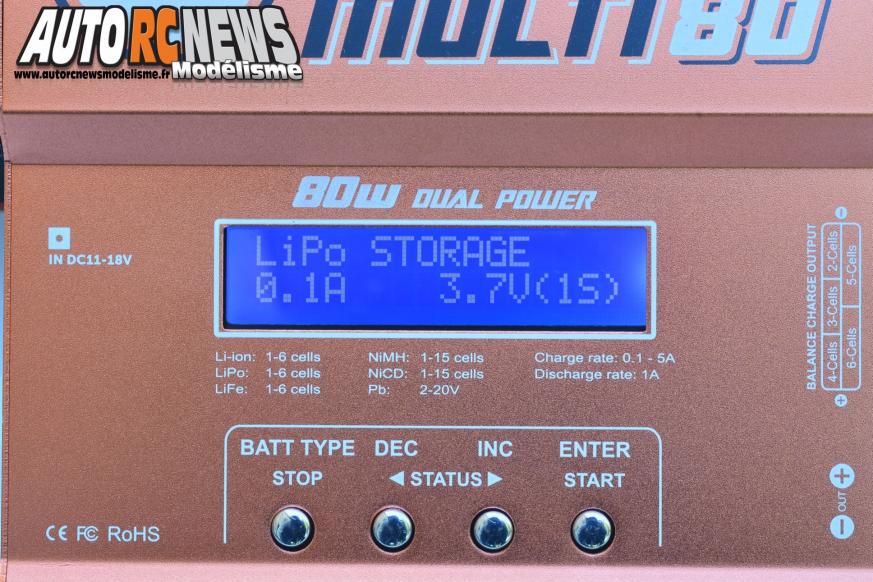 AUTORCNEWS
www.autorcnewsmodelisme.fr Modélisme
MULTI 80
80W DUAL POWER
IN DC11-18V
LiPo STORAGE
0.1A 3.7V(1S)
Li-ion: 1-6 cells NiMH: 1-15 cells Charge rate: 0.1 - 5A
LiPo: 1-6 cells NiCD: 1-15 cells Discharge rate: 1A
LiFe: 1-6 cells Pb: 2-20V
BATT TYPE DEC INC ENTER
STOP STATUS START
CE FC RoHS
BALANCE CHARGE OUTPUT
4-Cells 3-Cells 2-Cells
6-Cells 5-Cells
OUT